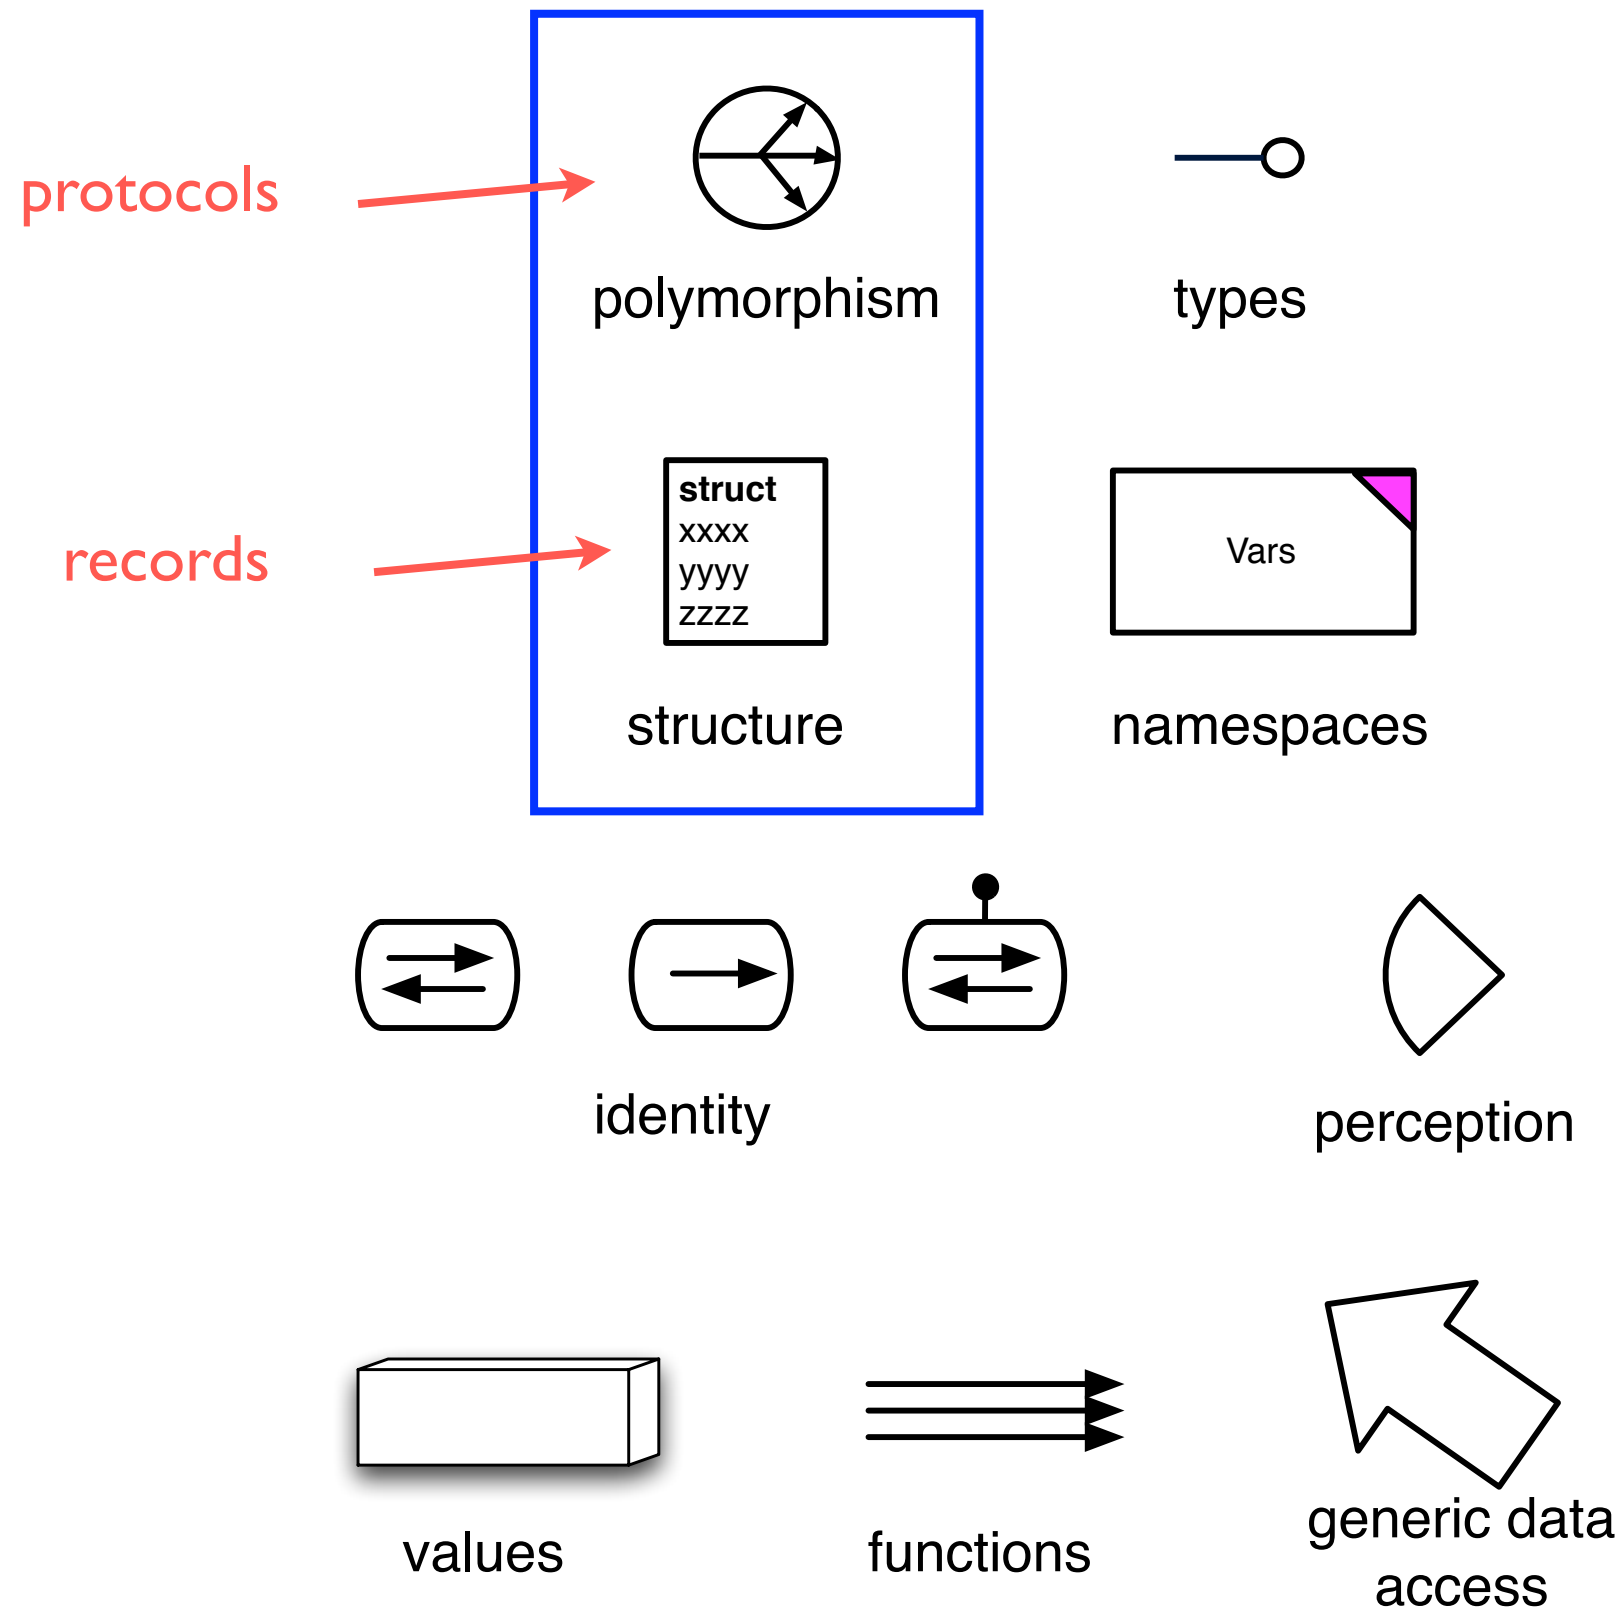 protocols
polymorphism
types
records
struct
xxxx
yyyy
zzzz
Vars
structure
namespaces
identity
perception
values
functions
generic data
access